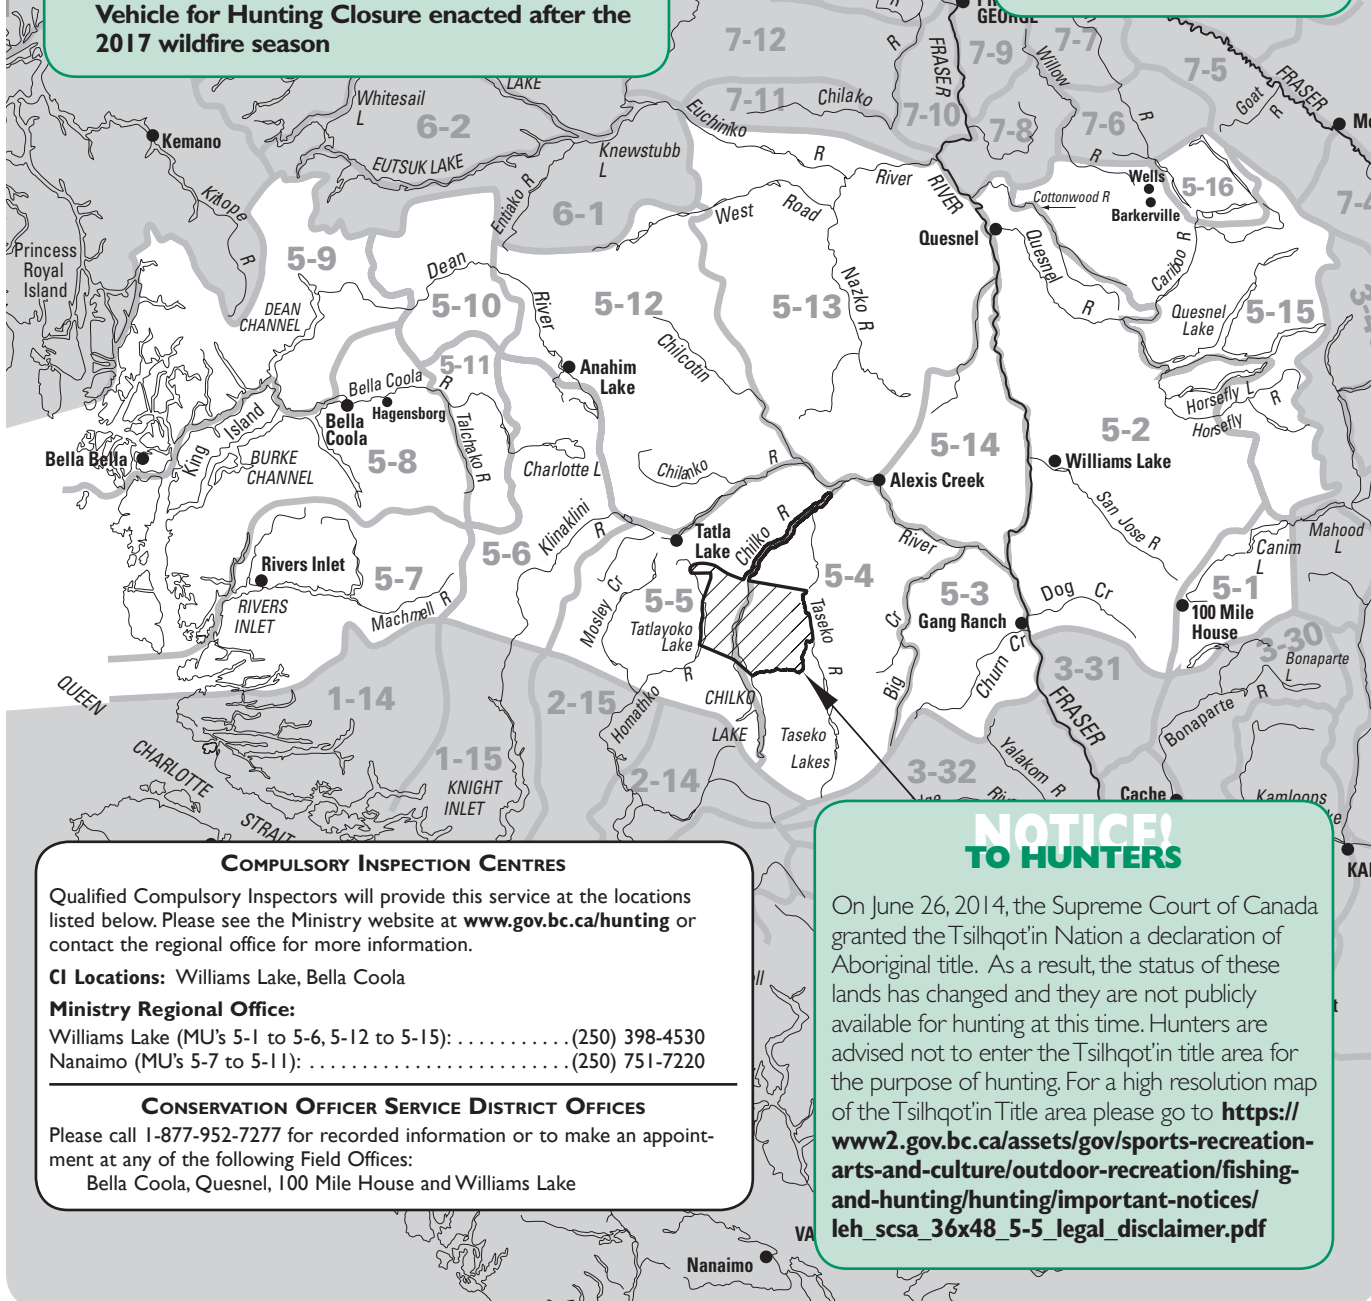 Vehicle for Hunting Closure enacted after the
2017 wildfire season
GEORGE
7-12
7-9
7-7
7-5
FRASER
R
Willow
R
FRASER
Goat
R
LAKE
Whitesail
L
6-2
7-11
Chilako
7-10
7-8
7-6
Kemano
Euchiniko
R
EUTSUK LAKE
Knewstubb
L
River
RIVER
R
Wells
5-16
Kitlope
R
Entiako R
6-1
West
Road
Cottonwood R
Barkerville
7-4
Princess
Royal
Island
5-9
Dean
Quesnel
Quesnel
R
Cariboo R
DEAN
CHANNEL
5-10
River
5-12
5-13
Nazko R
Quesnel
Lake
5-15
5-11
Chilcotin
Anahim
Lake
Bella Coola
R
Hagensborg
Bella
Coola
Horsefly L
R
Horsefly
King
Island
Talchako R
5-14
5-2
Bella Bella
BURKE
CHANNEL
5-8
Charlotte L
Chilanko
R
Alexis Creek
Williams Lake
San Jose R
Klinaklini
R
Tatla
Lake
Chilko
R
River
Mahood
L
Canim
L
Rivers Inlet
5-7
5-6
5-4
5-3
Dog
Cr
5-1
RIVERS
INLET
Machmell R
Mosley Cr
5-5
Taseko
R
Big
Cr
Gang Ranch
Churn
Cr
100 Mile
House
Tatlayoko
Lake
3-31
3-30
Bonaparte
L
QUEEN
1-14
2-15
Homathko
R
CHILKO
LAKE
Taseko
Lakes
FRASER
Bonaparte
R
CHARLOTTE
1-15
KNIGHT
INLET
2-14
3-32
Yalakom
R
Cache
Kamloops
STRAIT
COMPULSORY INSPECTION CENTRES
Qualified Compulsory Inspectors will provide this service at the locations
listed below. Please see the Ministry website at www.gov.bc.ca/hunting or
contact the regional office for more information.
CI Locations: Williams Lake, Bella Coola
Ministry Regional Office:
Williams Lake (MU's 5-1 to 5-6, 5-12 to 5-15): . . . . . . . . . . . (250) 398-4530
Nanaimo (MU's 5-7 to 5-11): . . . . . . . . . . . . . . . . . . . . . . . . . (250) 751-7220
CONSERVATION OFFICER SERVICE DISTRICT OFFICES
Please call 1-877-952-7277 for recorded information or to make an appoint-
ment at any of the following Field Offices:
Bella Coola, Quesnel, 100 Mile House and Williams Lake
NOTICE!
TO HUNTERS
On June 26, 2014, the Supreme Court of Canada
granted the Tsilhqot'in Nation a declaration of
Aboriginal title. As a result, the status of these
lands has changed and they are not publicly
available for hunting at this time. Hunters are
advised not to enter the Tsilhqot'in title area for
the purpose of hunting. For a high resolution map
of the Tsilhqot'in Title area please go to https://
www2.gov.bc.ca/assets/gov/sports-recreation-
arts-and-culture/outdoor-recreation/fishing-
and-hunting/hunting/important-notices/
leh_scsa_36x48_5-5_legal_disclaimer.pdf
Nanaimo